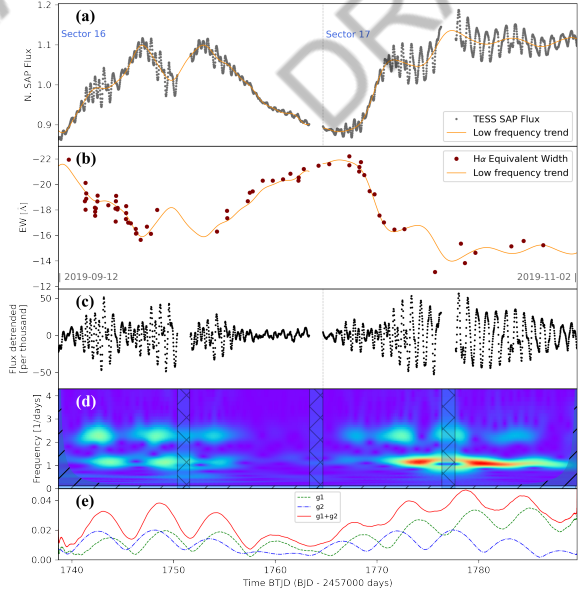 DRA
(a)
Sector 16
Sector 17
N. SAP Flux
1.2
1.1
1.0
0.9
TESS SAP Flux
Low frequency trend
(b)
EW [Å]
−22
−20
−18
−16
−14
−12
Hα Equivalent Width
Low frequency trend
| 2019-09-12
2019-11-02 |
(c)
Flux detrended
[per thousand]
50
0
−50
(d)
Frequency [1/days]
4
3
2
1
0
(e)
0.04
0.02
0.00
g1
g2
g1+g2
1740
1750
1760
1770
1780
Time BTJD (BJD - 2457000 days)